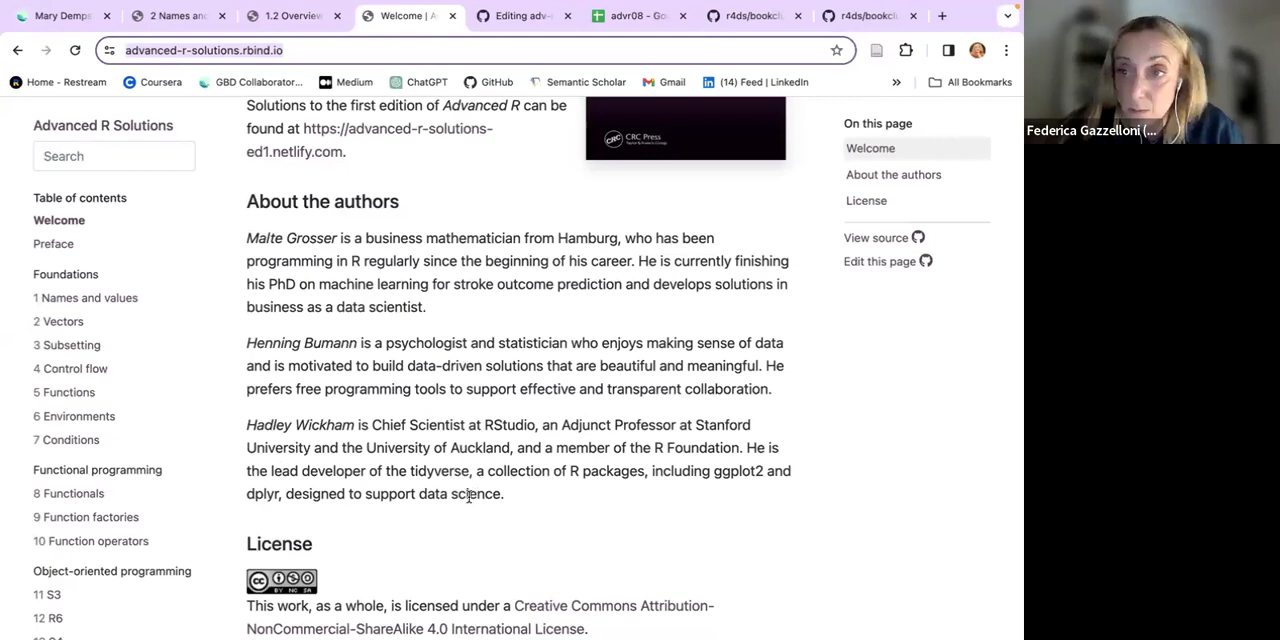 Mary Demps
2 Names an
1.2 Overview
Welcome | A
Editing adv-
advr08 - Go
r4ds/bookcl
r4ds/bookcl
advanced-r-solutions.rbind.io
Home - Restream
Coursera
GBD Collaborator...
Medium
ChatGPT
GitHub
Semantic Scholar
Gmail
(14) Feed | LinkedIn
»
All Bookmarks
Advanced R Solutions
Search
Table of contents
Welcome
Preface
Foundations
1 Names and values
2 Vectors
3 Subsetting
4 Control flow
5 Functions
6 Environments
7 Conditions
Functional programming
8 Functionals
9 Function factories
10 Function operators
Object-oriented programming
11 S3
12 R6
Solutions to the first edition of Advanced R can be
found at https://advanced-r-solutions-
ed1.netlify.com.
CRC Press
Taylor & Francis Group
About the authors
Malte Grosser is a business mathematician from Hamburg, who has been
programming in R regularly since the beginning of his career. He is currently finishing
his PhD on machine learning for stroke outcome prediction and develops solutions in
business as a data scientist.
Henning Bumann is a psychologist and statistician who enjoys making sense of data
and is motivated to build data-driven solutions that are beautiful and meaningful. He
prefers free programming tools to support effective and transparent collaboration.
Hadley Wickham is Chief Scientist at RStudio, an Adjunct Professor at Stanford
University and the University of Auckland, and a member of the R Foundation. He is
the lead developer of the tidyverse, a collection of R packages, including ggplot2 and
dplyr, designed to support data science.
License
CC BY NC SA
This work, as a whole, is licensed under a Creative Commons Attribution-
NonCommercial-ShareAlike 4.0 International License.
On this page
Welcome
About the authors
License
View source
Edit this page
Federica Gazzelloni (...